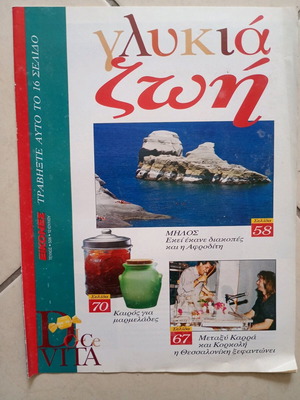 γλυκιά
ζωή
ΤΡΑΒΗΞΤΕ ΑΥΤΟ ΤΟ 16 ΣΕΛΙΔΟ
ΕΙΚΟΝΕΣ
Σελίδα
58
ΜΗΛΟΣ
Εκεί έκανε διακοπές
και η Αφροδίτη
Σελίδα
70
Καιρός για
μαρμελάδες
Σελίδα
67
Μεταξύ Καρρά
και Κορκολή
η Θεσσαλονίκη ξεφαντώνει
Dolce
VITA